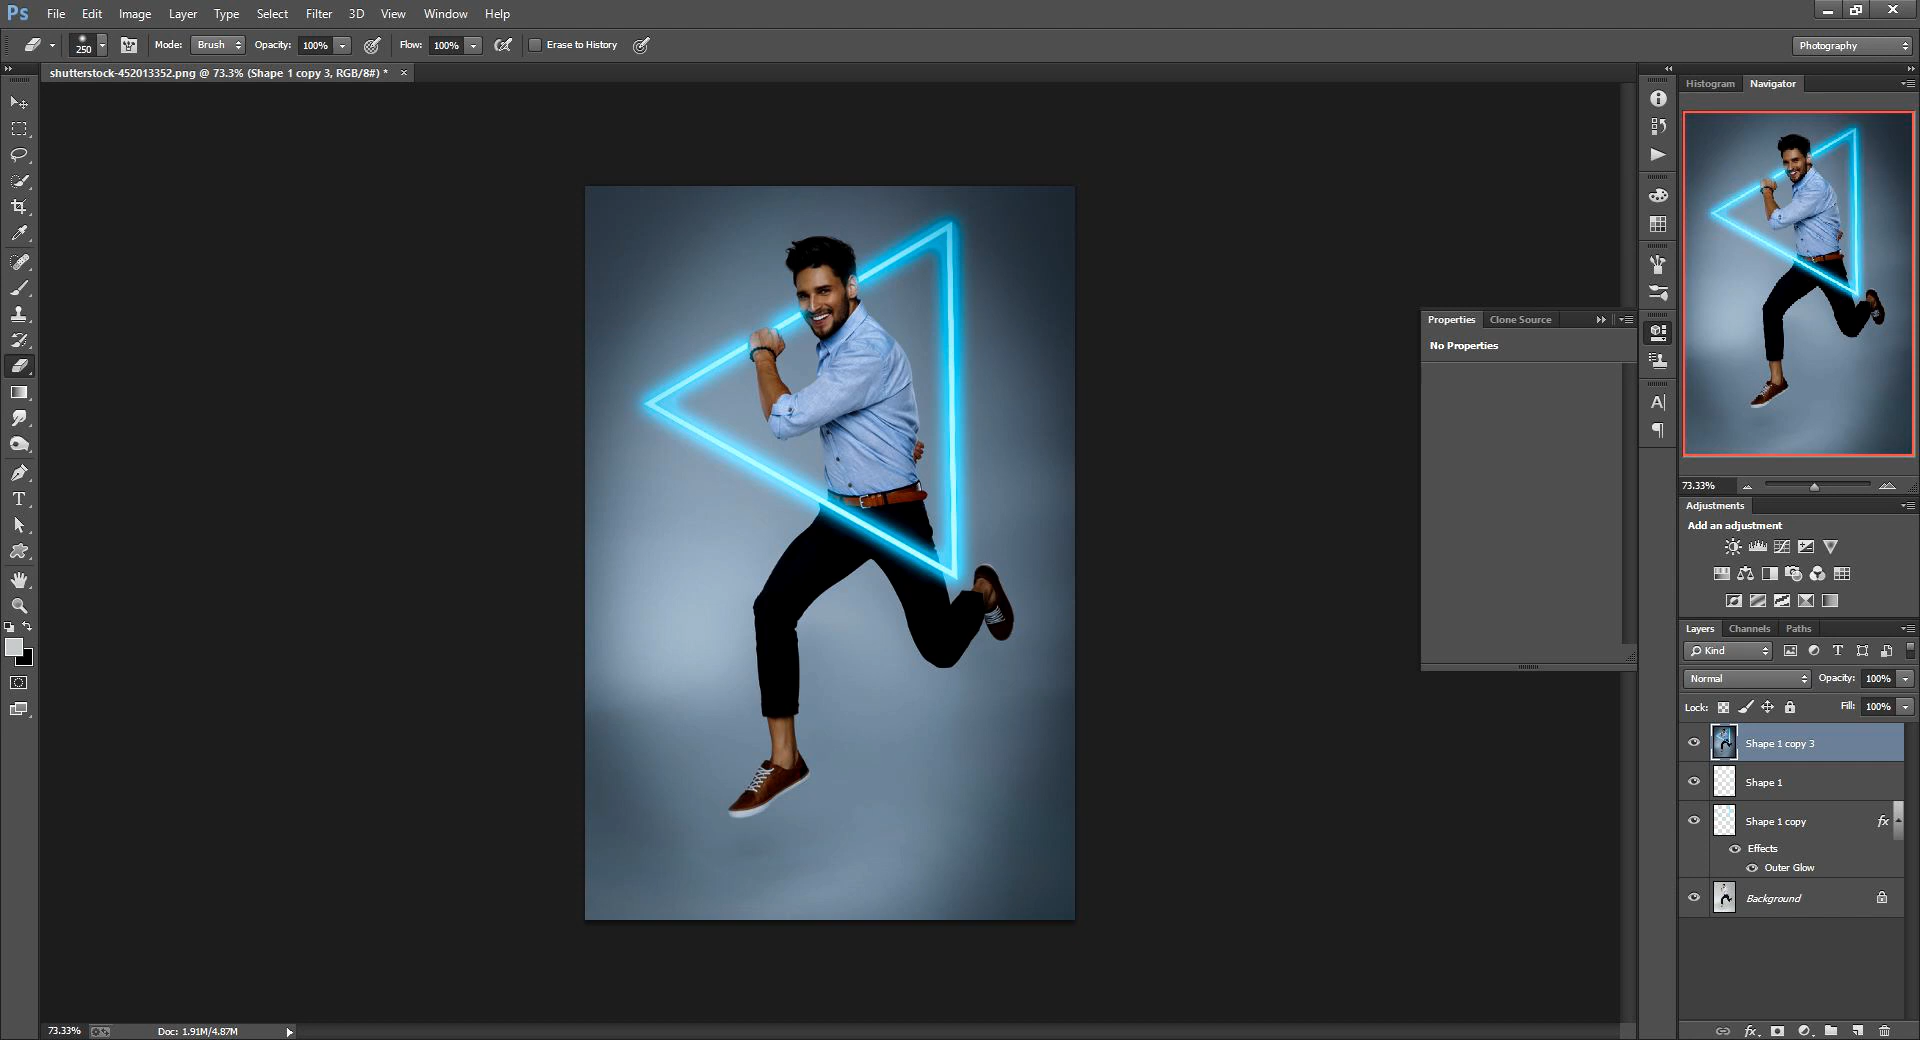 Ps File Edit Image Layer Type Select Filter 3D View Window Help
250 Mode: Brush Opacity: 100% Flow: 100% Erase to History Photography
shutterstock-452013352.png @ 73.3% (Shape 1 copy 3, RGB/8#) * ×
Histogram Navigator
Properties Clone Source
No Properties
73.33%
Adjustments
Add an adjustment
Layers Channels Paths
Kind
Normal Opacity: 100%
Lock: Fill: 100%
Shape 1 copy 3
Shape 1
Shape 1 copy fx
Effects
Outer Glow
Background
73.33% Doc: 1.91M/4.87M